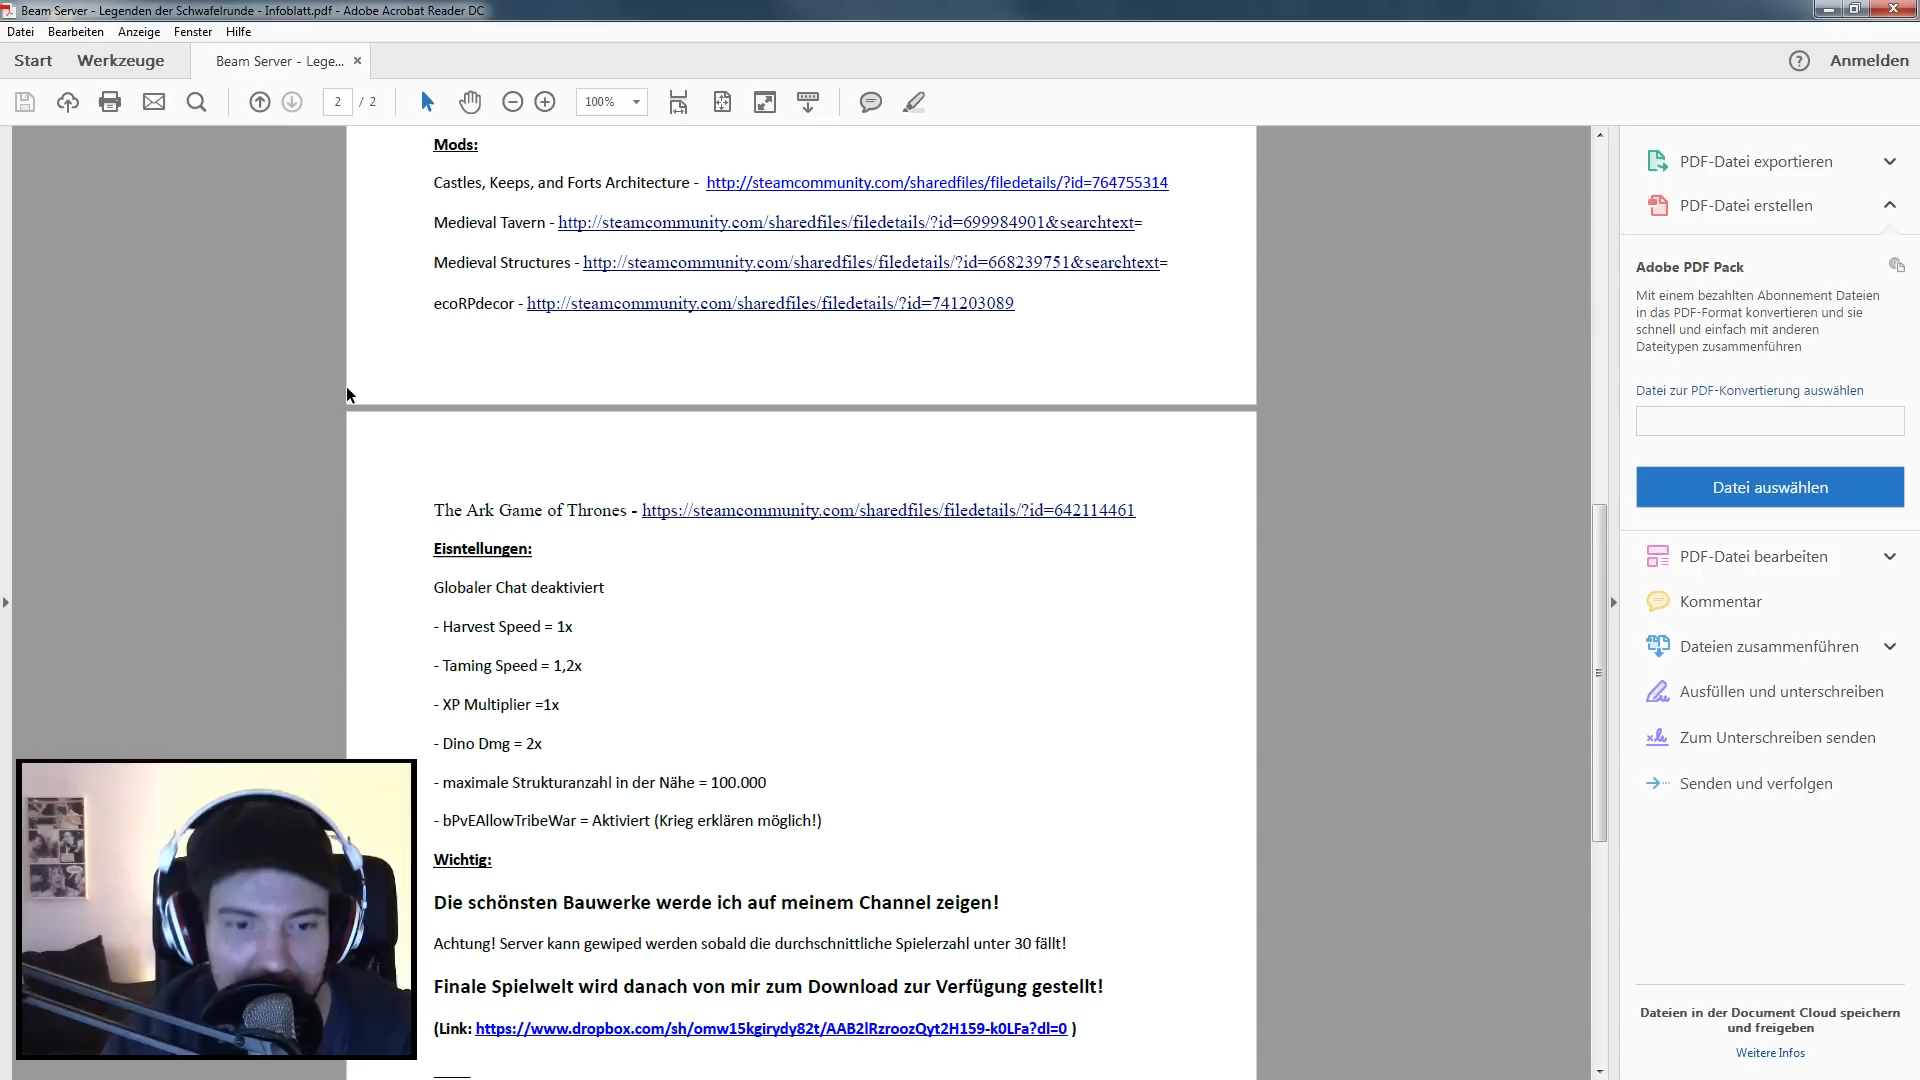 Beam Server - Legenden der Schwafelrunde - Infoblatt.pdf - Adobe Acrobat Reader DC
Datei Bearbeiten Anzeige Fenster Hilfe
Start Werkzeuge Beam Server - Lege... Anmelden
2 / 2 100%
Mods:
Castles, Keeps, and Forts Architecture - http://steamcommunity.com/sharedfiles/filedetails/?id=764755314
Medieval Tavern - http://steamcommunity.com/sharedfiles/filedetails/?id=699984901&searchtext=
Medieval Structures - http://steamcommunity.com/sharedfiles/filedetails/?id=668239751&searchtext=
ecoRPdecor - http://steamcommunity.com/sharedfiles/filedetails/?id=741203089
The Ark Game of Thrones - https://steamcommunity.com/sharedfiles/filedetails/?id=642114461
Eisntellungen:
Globaler Chat deaktiviert
- Harvest Speed = 1x
- Taming Speed = 1,2x
- XP Multiplier =1x
- Dino Dmg = 2x
- maximale Strukturanzahl in der Nähe = 100.000
- bPvEAllowTribeWar = Aktiviert (Krieg erklären möglich!)
Wichtig:
Die schönsten Bauwerke werde ich auf meinem Channel zeigen!
Achtung! Server kann gewiped werden sobald die durchschnittliche Spielerzahl unter 30 fällt!
Finale Spielwelt wird danach von mir zum Download zur Verfügung gestellt!
(Link: https://www.dropbox.com/sh/omw15kgirydy82t/AAB2lRzroozQyt2H159-k0LFa?dl=0 )
PDF-Datei exportieren
PDF-Datei erstellen
Adobe PDF Pack
Mit einem bezahlten Abonnement Dateien
in das PDF-Format konvertieren und sie
schnell und einfach mit anderen
Dateitypen zusammenführen
Datei zur PDF-Konvertierung auswählen
Datei auswählen
PDF-Datei bearbeiten
Kommentar
Dateien zusammenführen
Ausfüllen und unterschreiben
Zum Unterschreiben senden
Senden und verfolgen
Dateien in der Document Cloud speichern
und freigeben
Weitere Infos